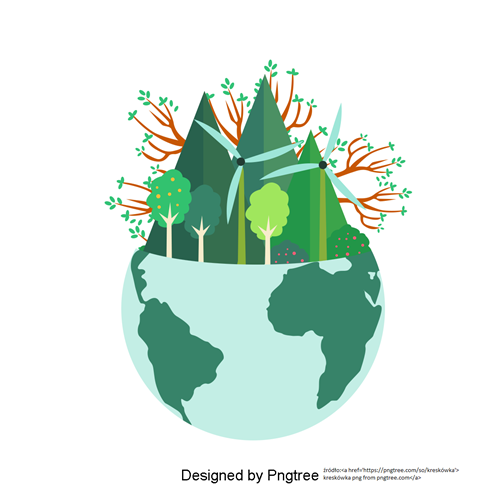 Designed by Pngtree
źródło:<a href='https://pngtree.com/so/kreskówka'>
kreskówka png from pngtree.com</a>